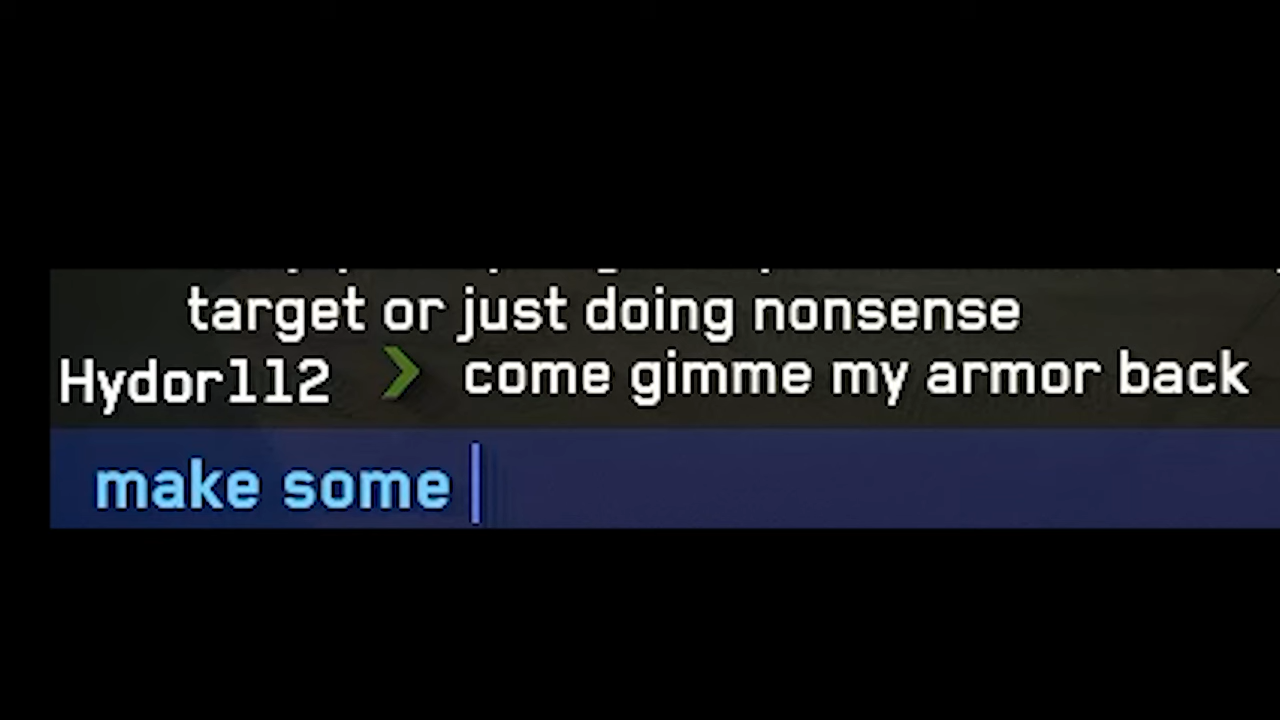 target or just doing nonsense
Hydor112 > come gimme my armor back
make some